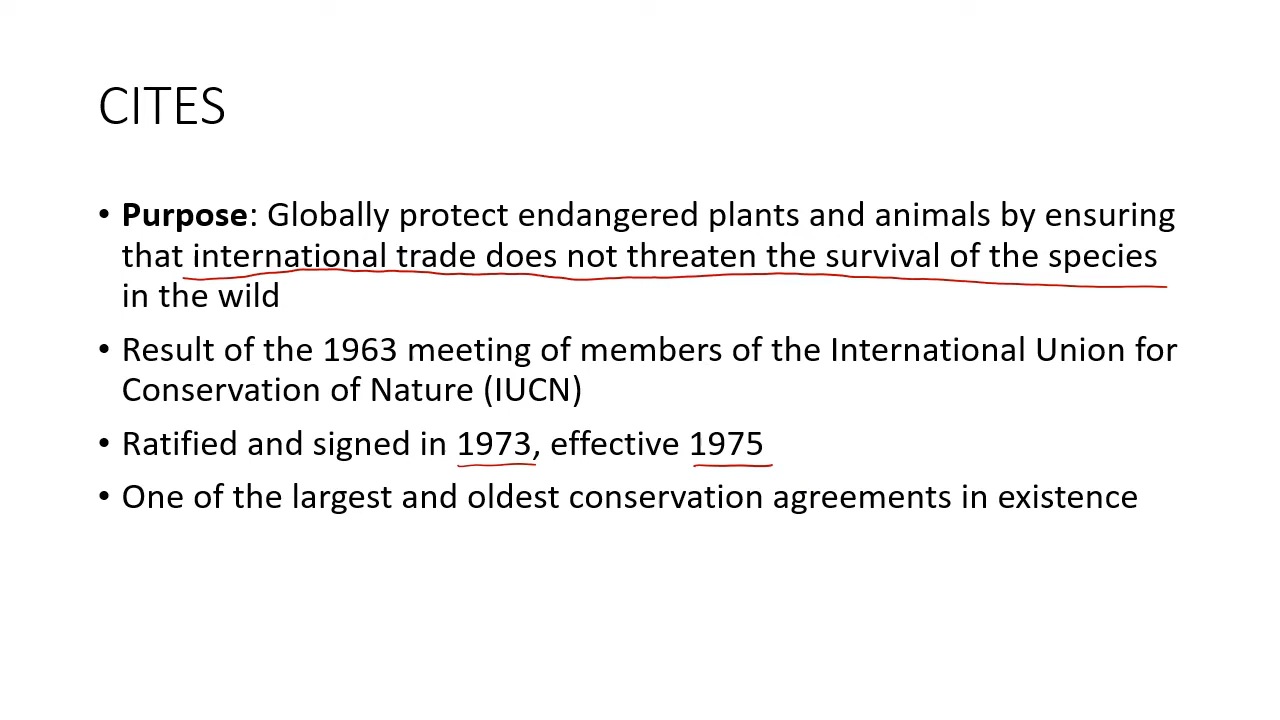 CITES
• Purpose: Globally protect endangered plants and animals by ensuring
that international trade does not threaten the survival of the species
in the wild
• Result of the 1963 meeting of members of the International Union for
Conservation of Nature (IUCN)
• Ratified and signed in 1973, effective 1975
• One of the largest and oldest conservation agreements in existence